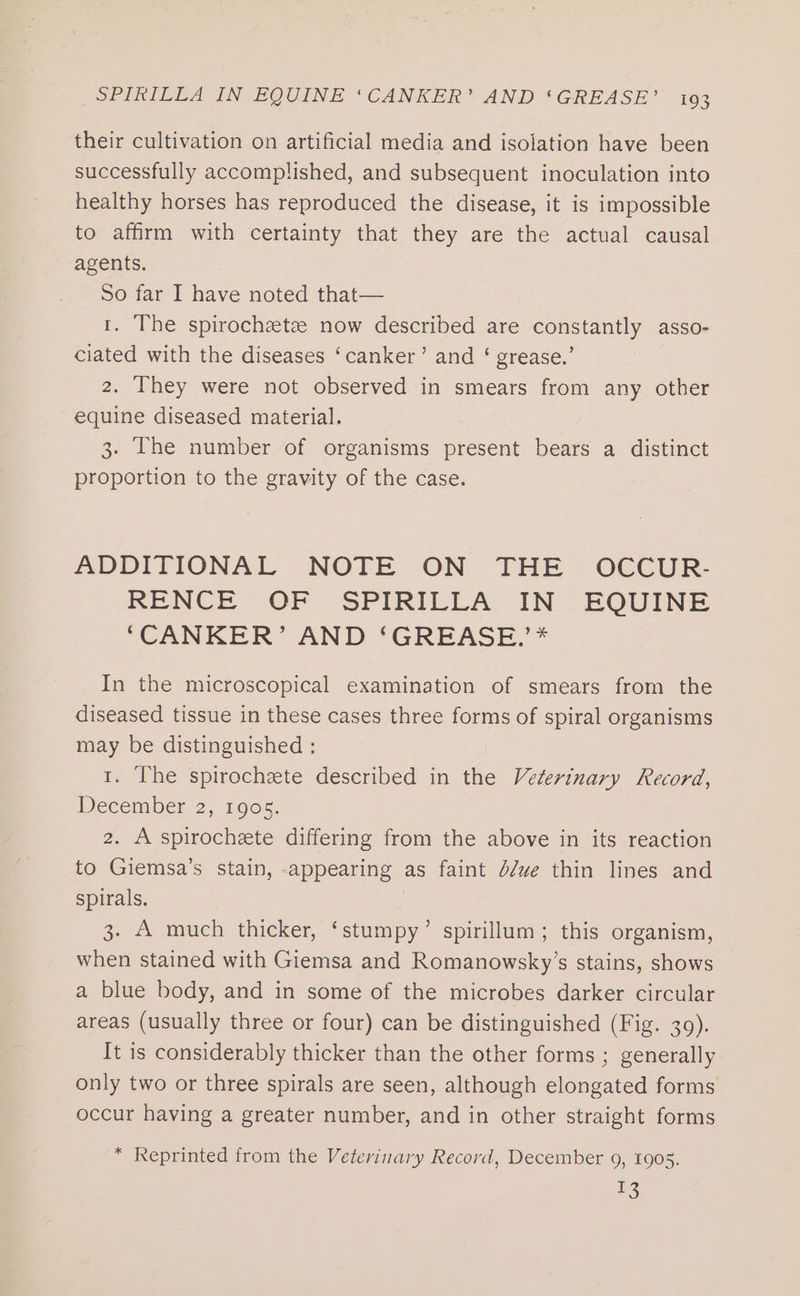 SPIRILLA IN EQUINE ‘CANKER’ AND ‘GREASE’ 193
their cultivation on artificial media and isolation have been
successfully accomplished, and subsequent inoculation into
healthy horses has reproduced the disease, it is impossible
to affirm with certainty that they are the actual causal
agents.
So far I have noted that—
1. The spirochætæ now described are constantly asso-
ciated with the diseases ‘canker’ and ‘grease.’
2. They were not observed in smears from any other
equine diseased material.
3. The number of organisms present bears a distinct
proportion to the gravity of the case.
ADDITIONAL NOTE ON THE OCCUR-
RENCE OF SPIRILLA IN EQUINE
‘CANKER’ AND ‘GREASE.’*
In the microscopical examination of smears from the
diseased tissue in these cases three forms of spiral organisms
may be distinguished :
1. The spirochæte described in the Veterinary Record,
December 2, 1905.
2. A spirochæte differing from the above in its reaction
to Giemsa’s stain, appearing as faint blue thin lines and
spirals.
3. A much thicker, ‘stumpy’ spirillum ; this organism,
when stained with Giemsa and Romanowsky’s stains, shows
a blue body, and in some of the microbes darker circular
areas (usually three or four) can be distinguished (Fig. 39).
It is considerably thicker than the other forms ; generally
only two or three spirals are seen, although elongated forms
occur having a greater number, and in other straight forms
* Reprinted from the Veterinary Record, December 9, 1905.
13